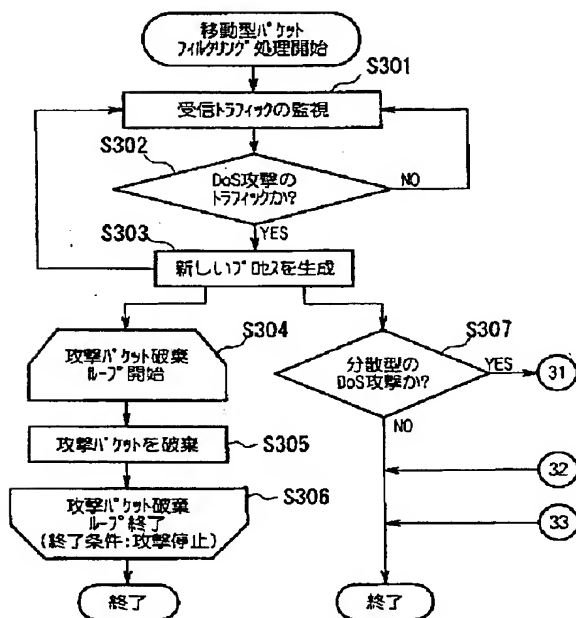 移動型パケット
フィルタリング処理開始
S301
受信トラフィックの監視
S302
DoS攻撃の
トラフィックか?
NO
YES
S303
新しいプロセスを生成
S304
攻撃パケット破棄
ループ開始
S305
攻撃パケットを破棄
S306
攻撃パケット破棄
ループ終了
(終了条件:攻撃停止)
終了
S307
分散型の
DoS攻撃か?
YES
31
NO
32
33
終了